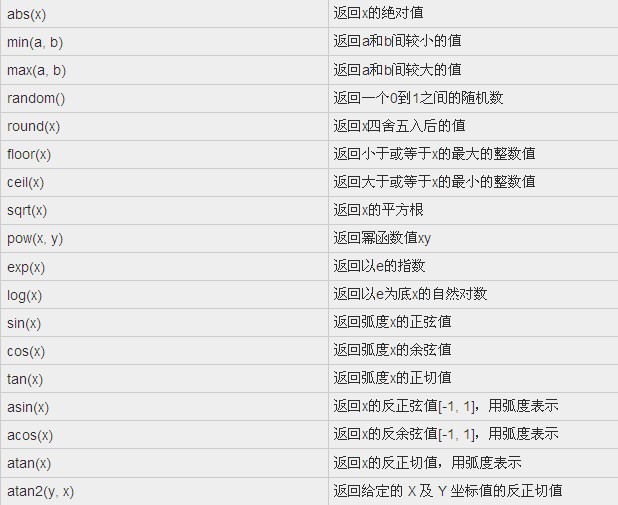 abs(x) 返回x的绝对值
min(a, b) 返回a和b间较小的值
max(a, b) 返回a和b间较大的值
random() 返回一个0到1之间的随机数
round(x) 返回x四舍五入后的值
floor(x) 返回小于或等于x的最大的整数值
ceil(x) 返回大于或等于x的最小的整数值
sqrt(x) 返回x的平方根
pow(x, y) 返回幂函数值xy
exp(x) 返回以e的指数
log(x) 返回以e为底x的自然对数
sin(x) 返回弧度x的正弦值
cos(x) 返回弧度x的余弦值
tan(x) 返回弧度x的正切值
asin(x) 返回x的反正弦值[-1, 1]，用弧度表示
acos(x) 返回x的反余弦值[-1, 1]，用弧度表示
atan(x) 返回x的反正切值，用弧度表示
atan2(y, x) 返回给定的 X 及 Y 坐标值的反正切值